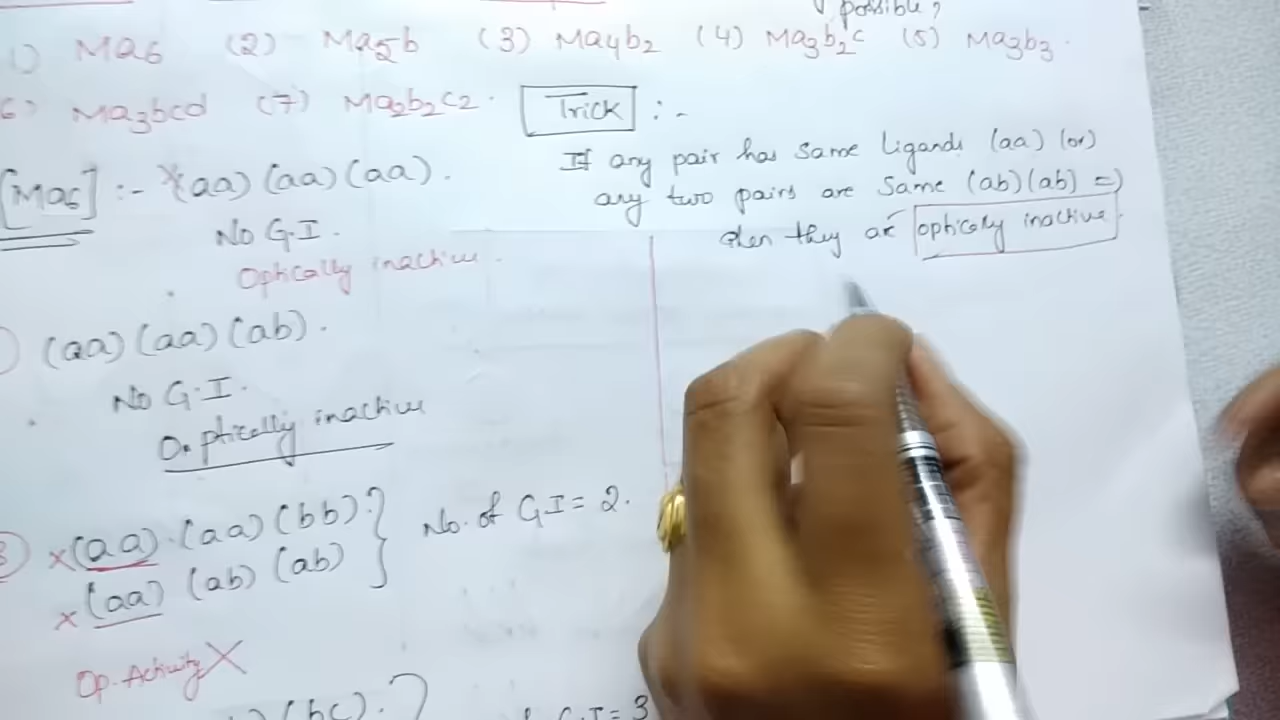 possible?
1) Ma6 (2) Ma5b (3) Ma4b2 (4) Ma3b2c (5) Ma3b3.
6) Ma3bcd (7) Ma2b2c2. Trick :-
If any pair has same Ligands (aa) (or)
any two pairs are same (ab)(ab) =>
then they are optically inactive.
[Ma6] :- (aa) (aa) (aa).
No G.I.
Optically inactive.
(aa) (aa) (ab).
No G.I.
Optically inactive
3 x (aa).(aa) (bb).
x (aa) (ab) (ab)
No. of G.I = 2.
Op. Activity X
(bc).
G.I = 3